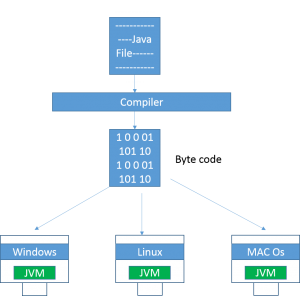 -----------
----Java
File------
-----------
Compiler
1 0 0 01
101 10
1 0 0 01
101 10
Byte code
Windows
Linux
MAC Os
JVM
JVM
JVM